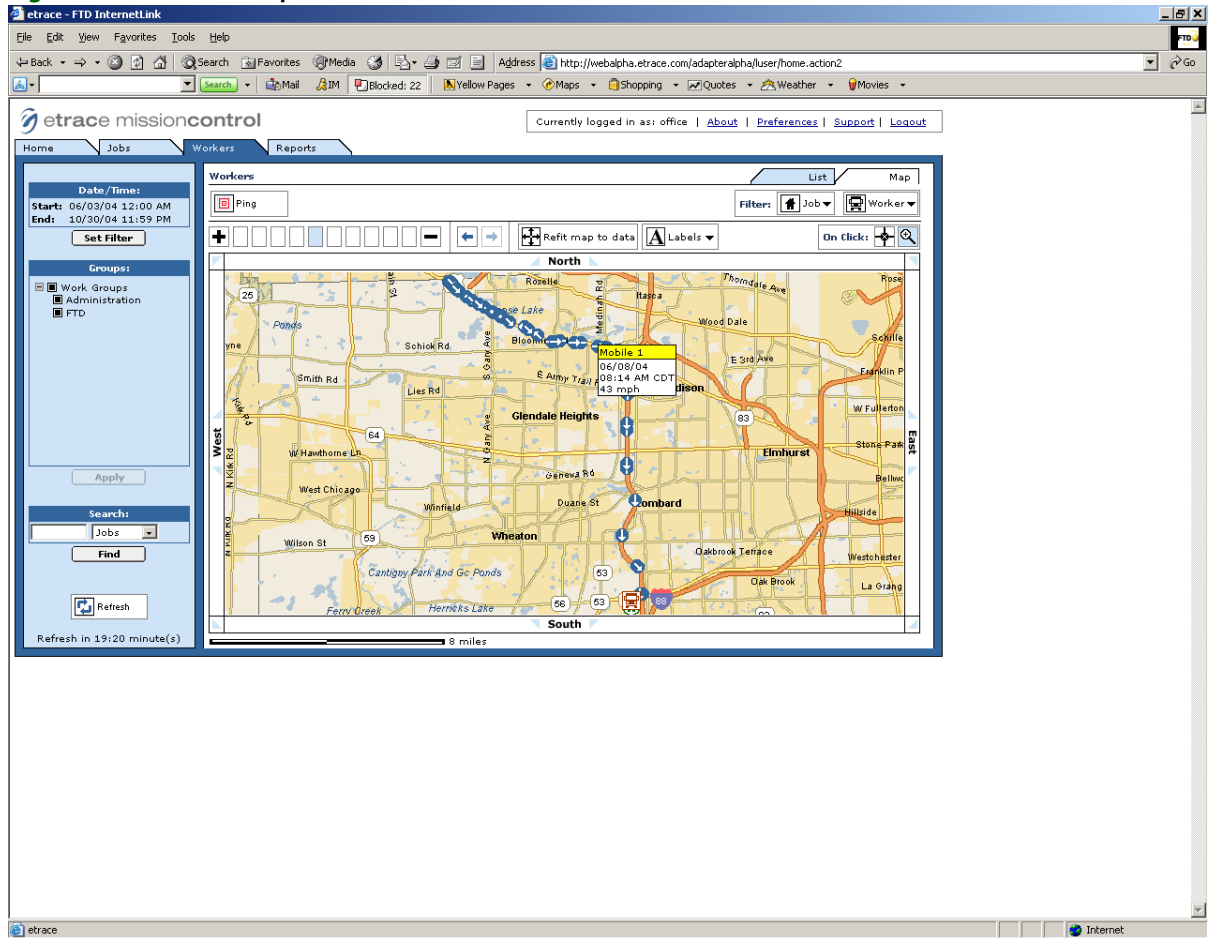 etrace - FTD InternetLink
File Edit View Favorites Tools Help
FTD
Back Search Favorites Media Address http://webalpha.etrace.com/adapteralpha/luser/home.action2 Go
Search Mail IM Blocked: 22 Yellow Pages Maps Shopping Quotes Weather Movies
etrace missioncontrol
Currently logged in as: office | About | Preferences | Support | Logout
Home Jobs Workers Reports
Workers
List Map
Date/Time:
Start: 06/03/04 12:00 AM
End: 10/30/04 11:59 PM
Set Filter
Ping
Filter: Job Worker
Refit map to data Labels On Click:
Groups:
Work Groups
Administration
FTD
Apply
Search:
Jobs
Find
Refresh
Refresh in 19:20 minute(s)
North
Roselle
Medinah Rd
Itasca
Thorndale Ave
Rose
25
Ponds
Wood Dale
Schille
Schick Rd
S Gary Ave
Mobile 1
06/08/04
08:14 AM CDT
43 mph
E 3rd Ave
Franklin P
Smith Rd
Lies Rd
E Army Trail
dison
Kirk Rd
Glendale Heights
83
W Fullerton
West
East
64
N Gary Ave
Stone Park
W Hawthorne Ln
Elmhurst
N Kirk Rd
Geneva Rd
Bellwo
West Chicago
Duane St
Lombard
Winfield
Hillside
N Kirk Rd
Wilson St
59
Wheaton
Oakbrook Terrace
Westchester
Cantigny Park And Gc Ponds
53
Oak Brook
La Grang
Ferry Creek
Herricks Lake
56
53
88
South
8 miles
etrace
Internet